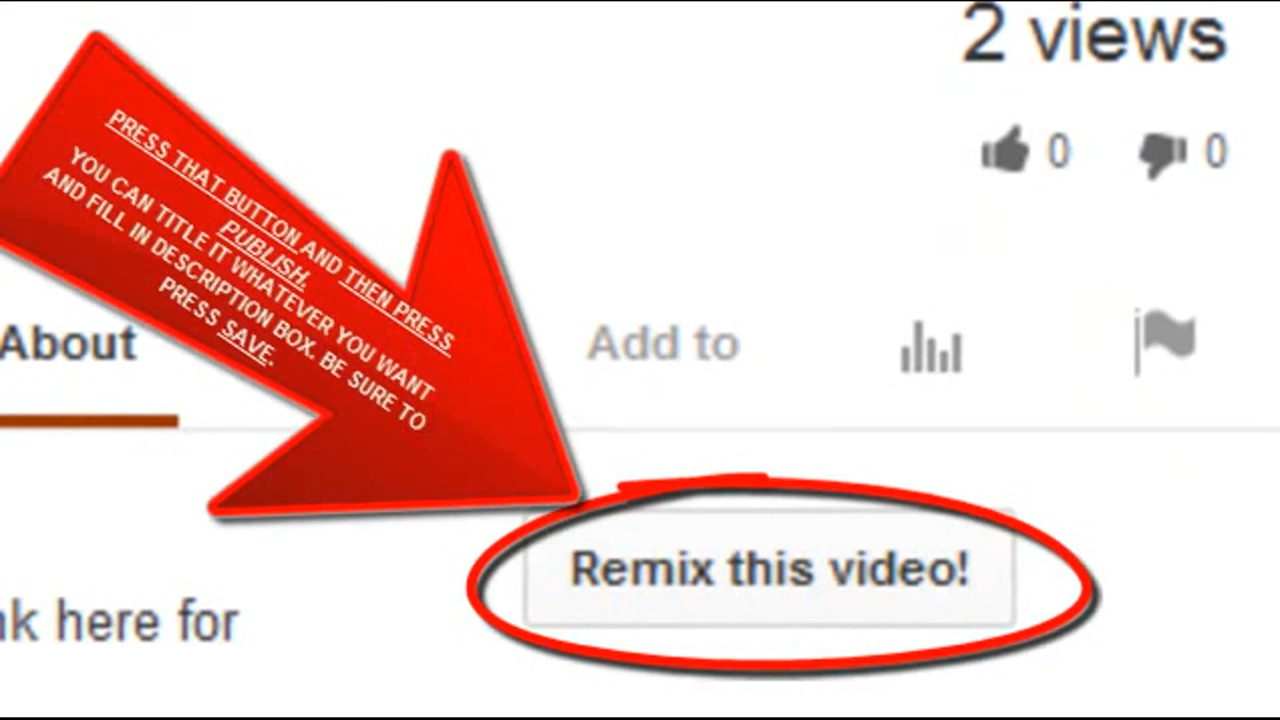 2 views
0 0
PRESS THAT BUTTON AND THEN PRESS
PUBLISH.
YOU CAN TITLE IT WHATEVER YOU WANT
AND FILL IN DESCRIPTION BOX. BE SURE TO
PRESS SAVE.
About Add to
Remix this video!
nk here for